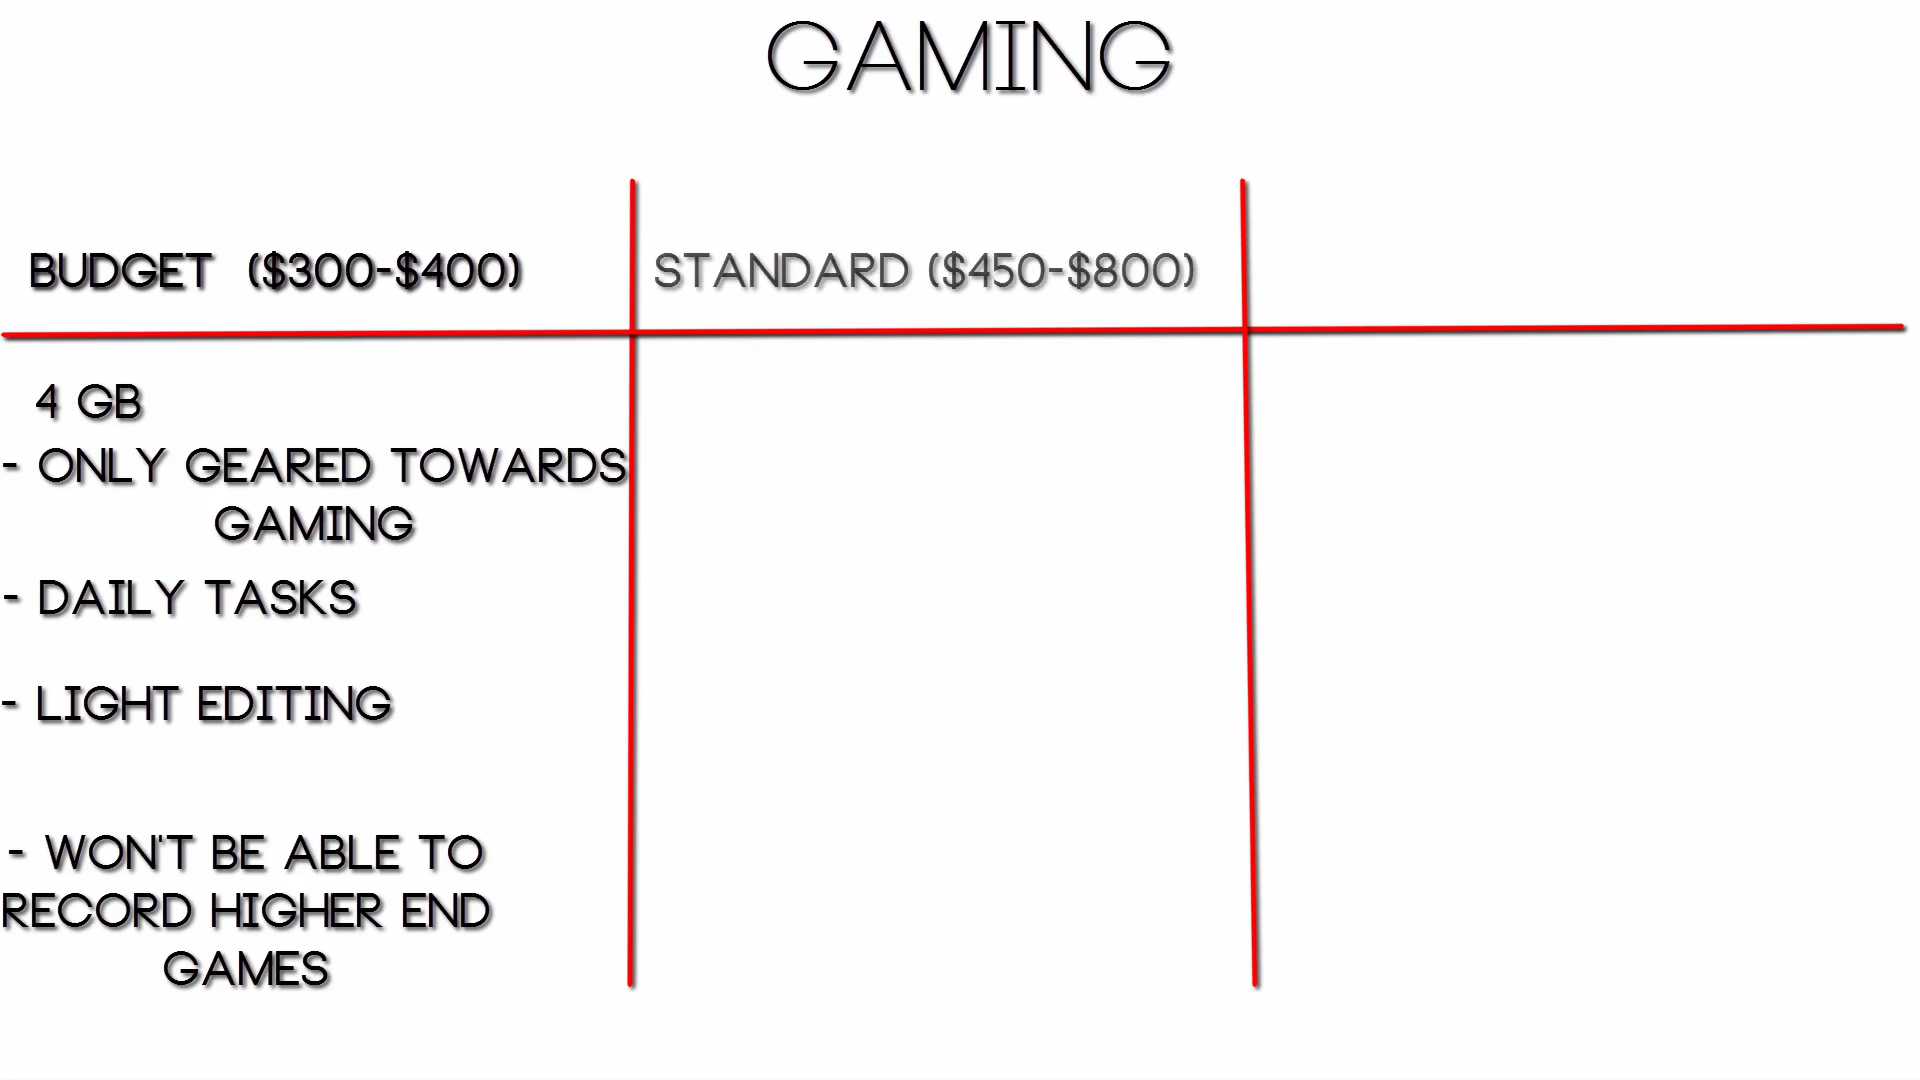 GAMING
BUDGET ($300-$400)
STANDARD ($450-$800)
4 GB
- ONLY GEARED TOWARDS
GAMING
- DAILY TASKS
- LIGHT EDITING
- WON'T BE ABLE TO
RECORD HIGHER END
GAMES